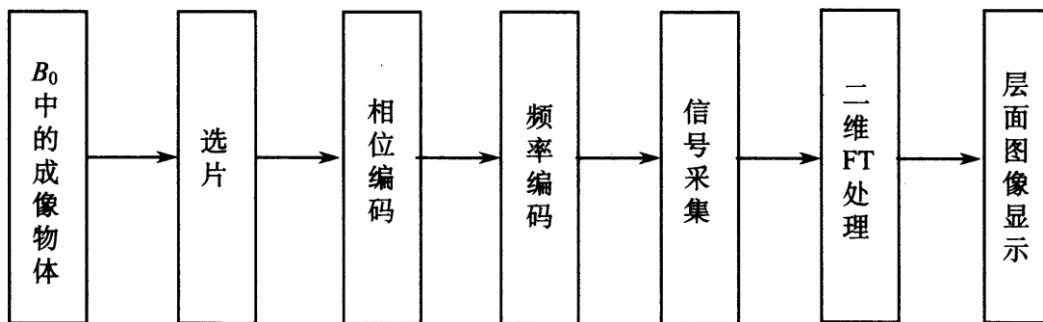 B₀中的成像物体
选片
相位编码
频率编码
信号采集
二维FT处理
层面图像显示